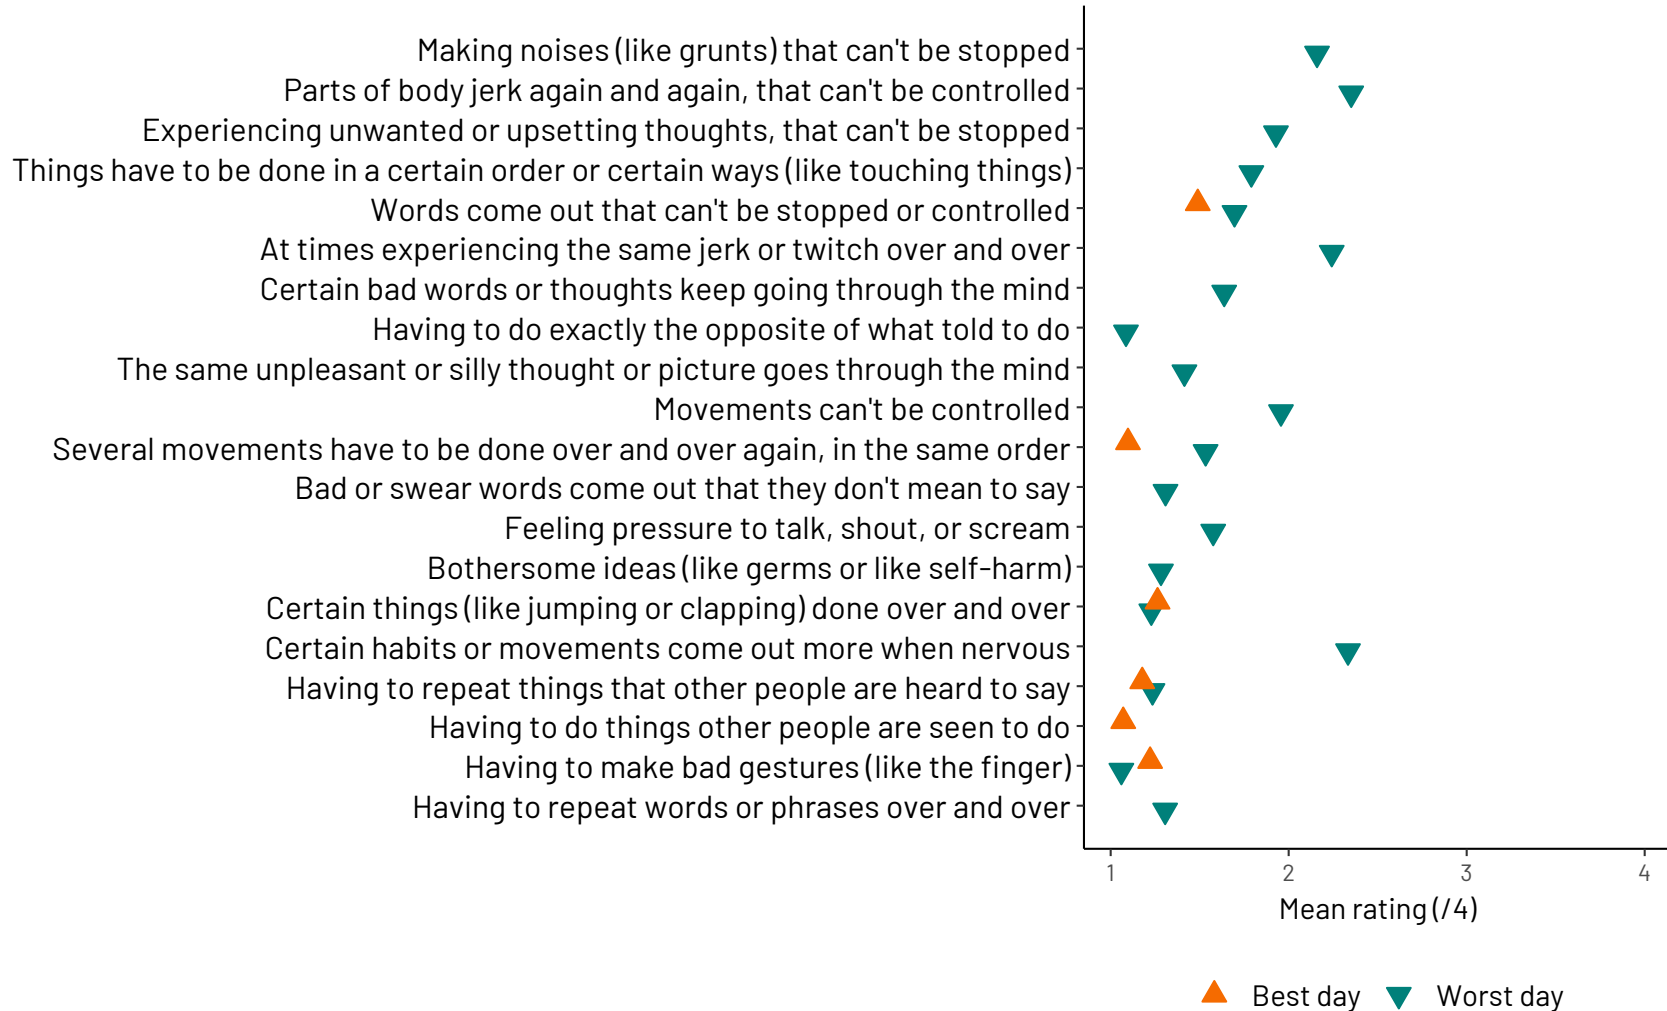 Making noises (like grunts) that can't be stopped
Parts of body jerk again and again, that can't be controlled
Experiencing unwanted or upsetting thoughts, that can't be stopped
Things have to be done in a certain order or certain ways (like touching things)
Words come out that can't be stopped or controlled
At times experiencing the same jerk or twitch over and over
Certain bad words or thoughts keep going through the mind
Having to do exactly the opposite of what told to do
The same unpleasant or silly thought or picture goes through the mind
Movements can't be controlled
Several movements have to be done over and over again, in the same order
Bad or swear words come out that they don't mean to say
Feeling pressure to talk, shout, or scream
Bothersome ideas (like germs or like self-harm)
Certain things (like jumping or clapping) done over and over
Certain habits or movements come out more when nervous
Having to repeat things that other people are heard to say
Having to do things other people are seen to do
Having to make bad gestures (like the finger)
Having to repeat words or phrases over and over
1 2 3 4
Mean rating (/4)
Best day Worst day